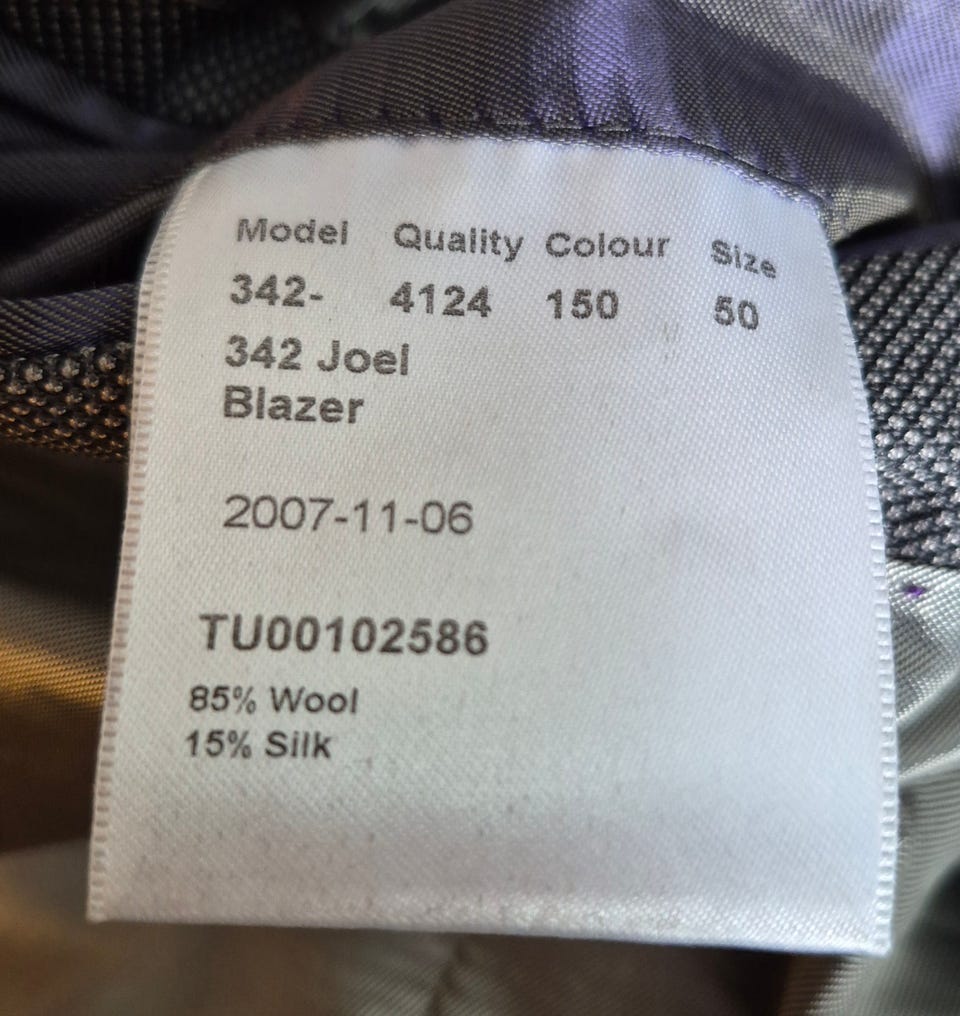 Model Quality Colour Size
342- 4124 150 50
342 Joel
Blazer
2007-11-06
TU00102586
85% Wool
15% Silk